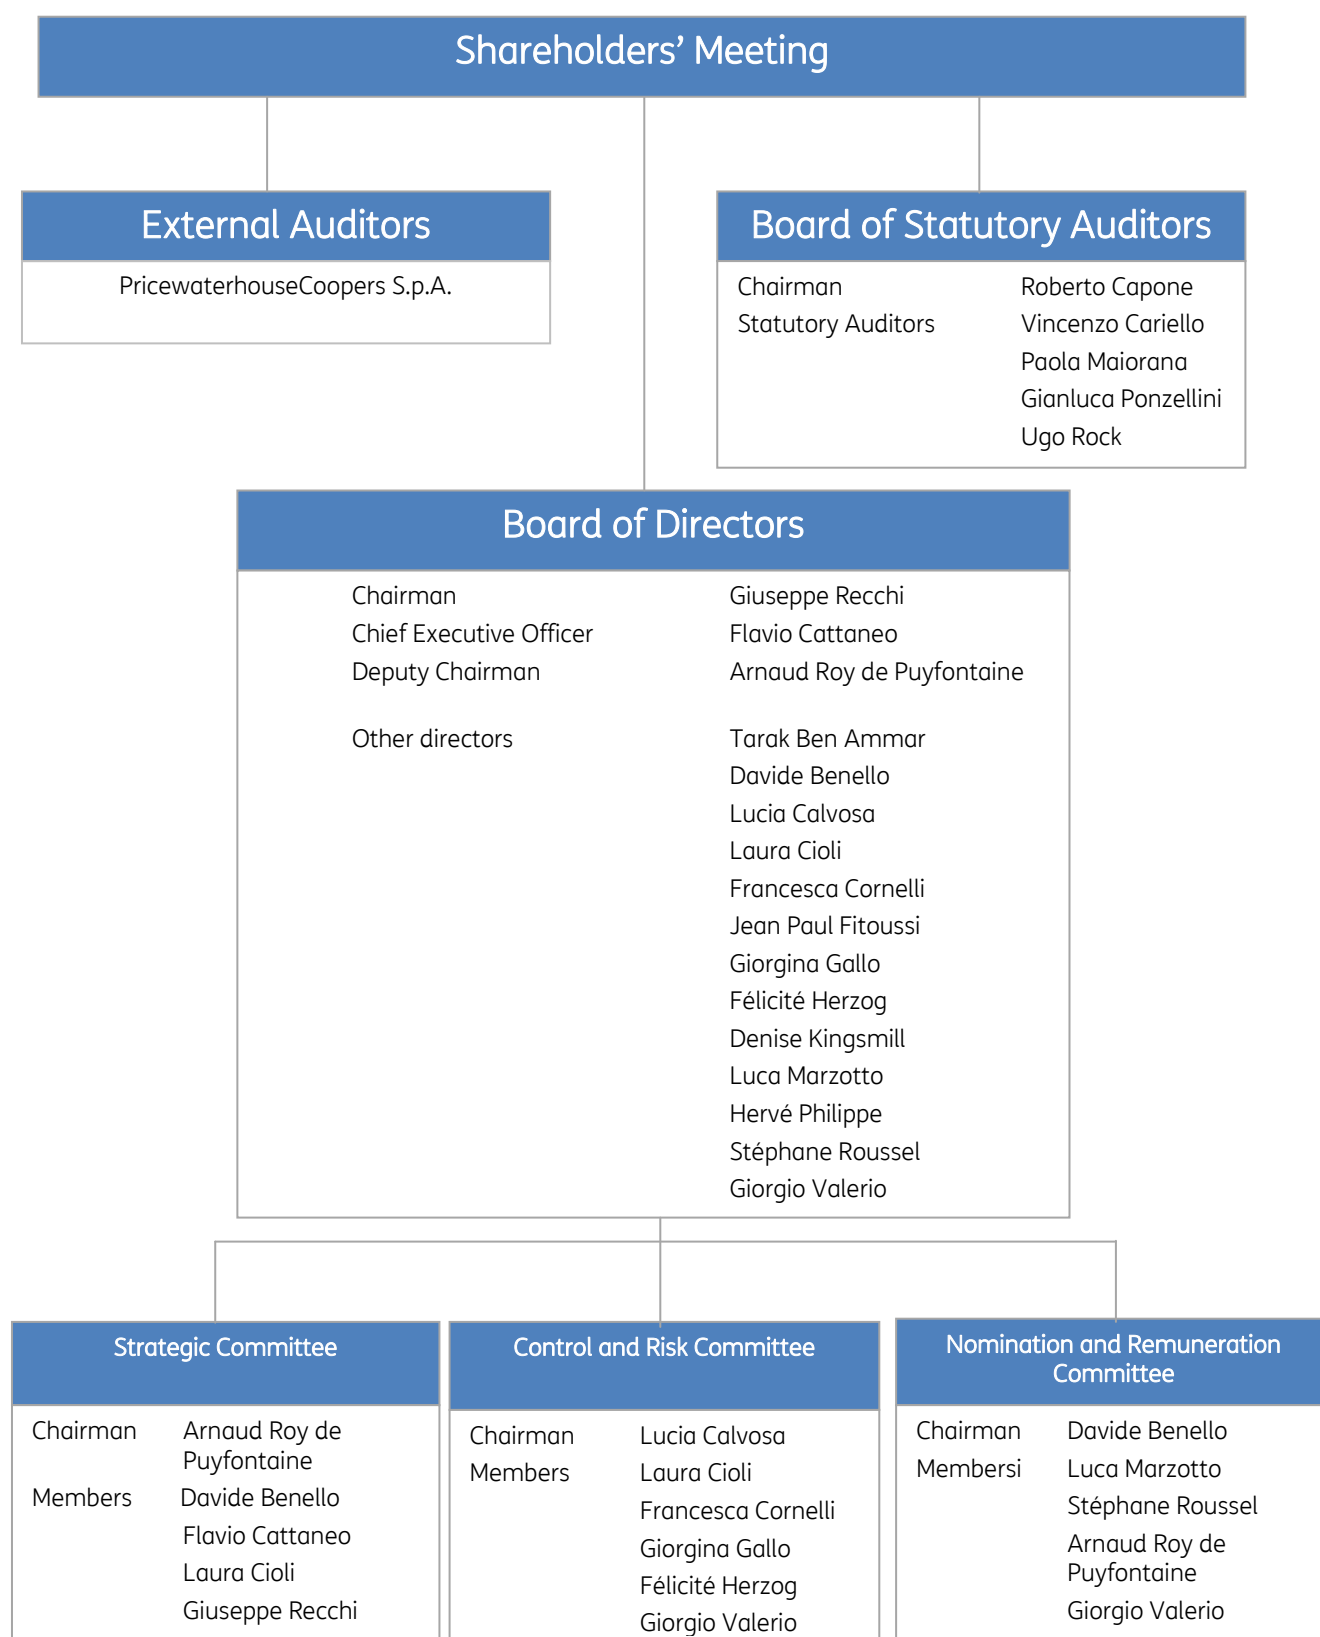 Shareholders’ Meeting
External Auditors
PricewaterhouseCoopers S.p.A.
Board of Statutory Auditors
Chairman Roberto Capone
Statutory Auditors Vincenzo Cariello
Paola Maiorana
Gianluca Ponzellini
Ugo Rock
Board of Directors
Chairman Giuseppe Recchi
Chief Executive Officer Flavio Cattaneo
Deputy Chairman Arnaud Roy de Puyfontaine
Other directors Tarak Ben Ammar
Davide Benello
Lucia Calvosa
Laura Cioli
Francesca Cornelli
Jean Paul Fitoussi
Giorgina Gallo
Félicité Herzog
Denise Kingsmill
Luca Marzotto
Hervé Philippe
Stéphane Roussel
Giorgio Valerio
Strategic Committee
Chairman Arnaud Roy de
Puyfontaine
Members Davide Benello
Flavio Cattaneo
Laura Cioli
Giuseppe Recchi
Control and Risk Committee
Chairman Lucia Calvosa
Members Laura Cioli
Francesca Cornelli
Giorgina Gallo
Félicité Herzog
Giorgio Valerio
Nomination and Remuneration
Committee
Chairman Davide Benello
Membersi Luca Marzotto
Stéphane Roussel
Arnaud Roy de
Puyfontaine
Giorgio Valerio